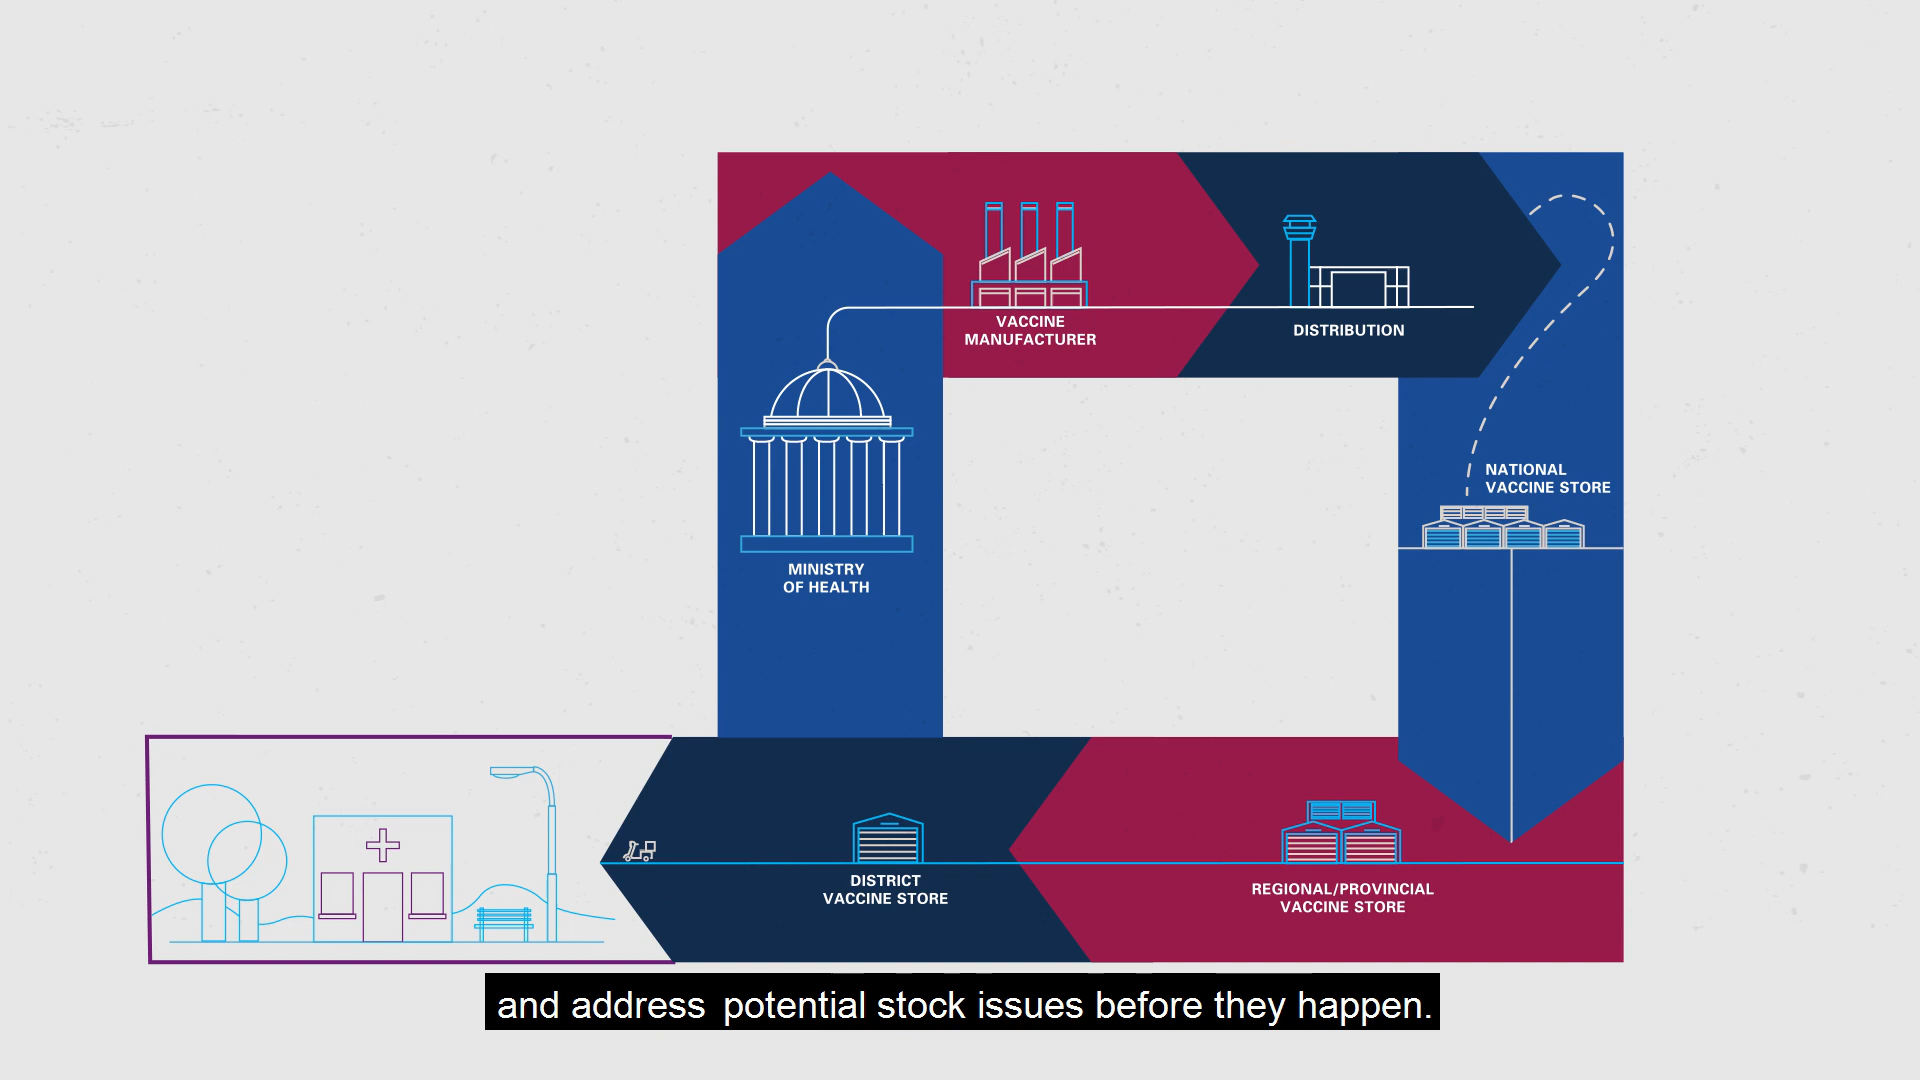 VACCINE
MANUFACTURER
DISTRIBUTION
NATIONAL
VACCINE STORE
MINISTRY
OF HEALTH
DISTRICT
VACCINE STORE
REGIONAL/PROVINCIAL
VACCINE STORE
and address potential stock issues before they happen.